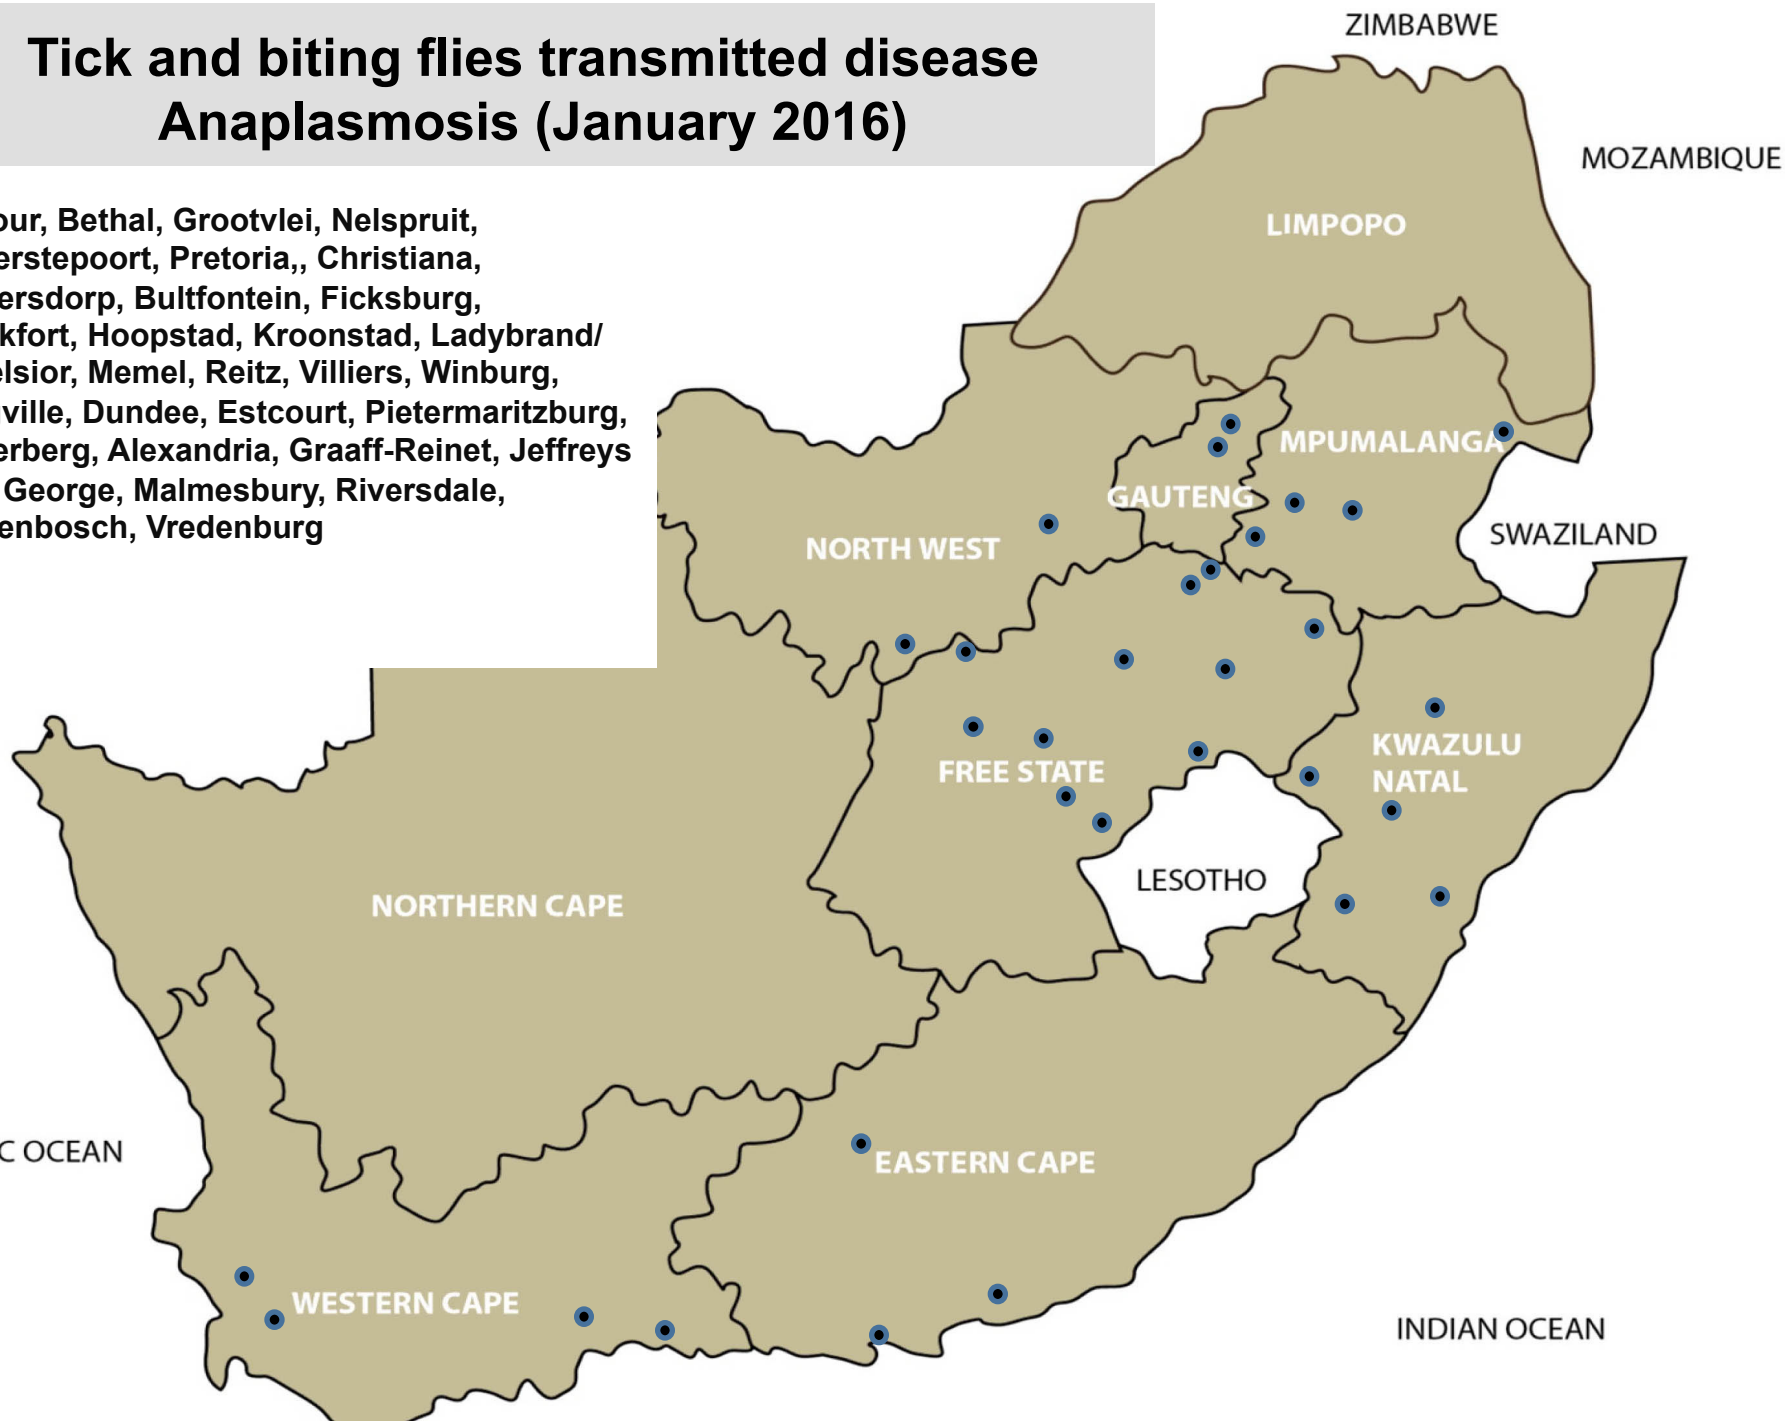 Tick and biting flies transmitted disease
Anaplasmosis (January 2016)
our, Bethal, Grootvlei, Nelspruit,
erstepoort, Pretoria,, Christiana,
ersdorp, Bultfontein, Ficksburg,
kfort, Hoopstad, Kroonstad, Ladybrand/
elsior, Memel, Reitz, Villiers, Winburg,
ville, Dundee, Estcourt, Pietermaritzburg,
erberg, Alexandria, Graaff-Reinet, Jeffreys
George, Malmesbury, Riversdale,
enbosch, Vredenburg
ZIMBABWE
MOZAMBIQUE
LIMPOPO
MPUMALANGA
GAUTENG
SWAZILAND
NORTH WEST
KWAZULU
NATAL
FREE STATE
LESOTHO
NORTHERN CAPE
C OCEAN
EASTERN CAPE
WESTERN CAPE
INDIAN OCEAN